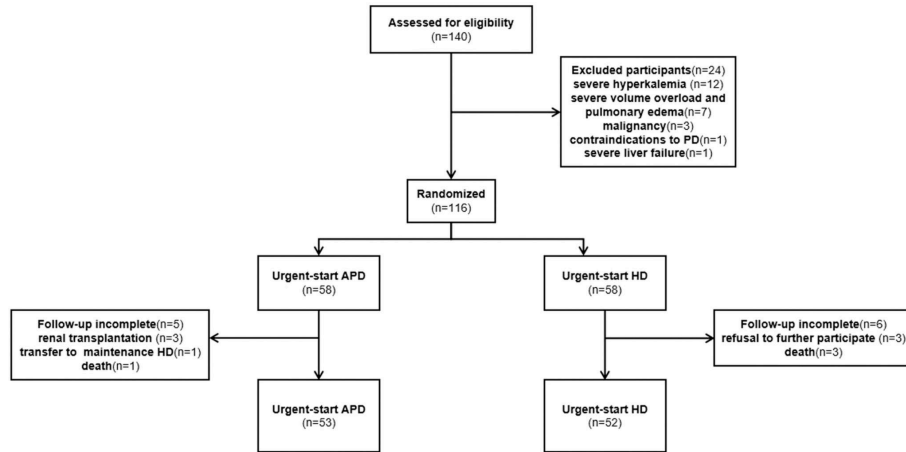 Assessed for eligibility
(n=140)
Excluded participants(n=24)
severe hyperkalemia (n=12)
severe volume overload and
pulmonary edema(n=7)
malignancy(n=3)
contraindications to PD(n=1)
severe liver failure(n=1)
Randomized
(n=116)
Urgent-start APD
(n=58)
Urgent-start HD
(n=58)
Follow-up incomplete(n=5)
renal transplantation (n=3)
transfer to maintenance HD(n=1)
death(n=1)
Follow-up incomplete(n=6)
refusal to further participate (n=3)
death(n=3)
Urgent-start APD
(n=53)
Urgent-start HD
(n=52)